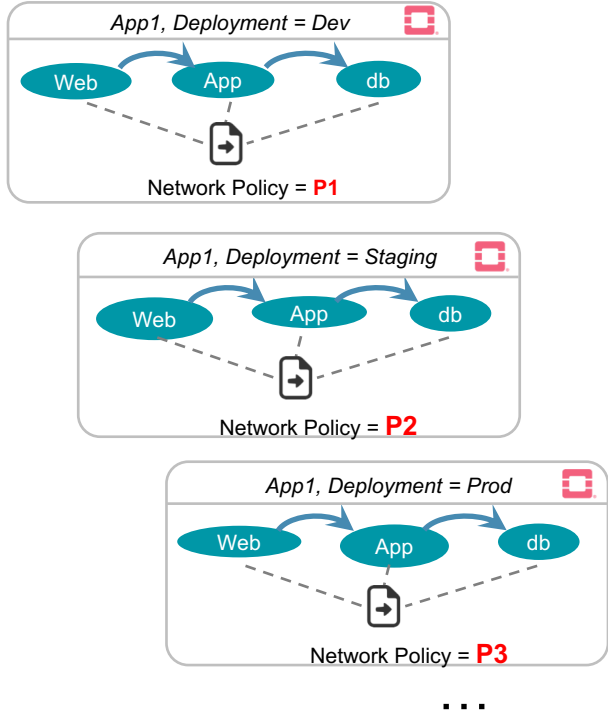 App1, Deployment = Dev
Web App db
Network Policy = P1
App1, Deployment = Staging
Web App db
Network Policy = P2
App1, Deployment = Prod
Web App db
Network Policy = P3
...